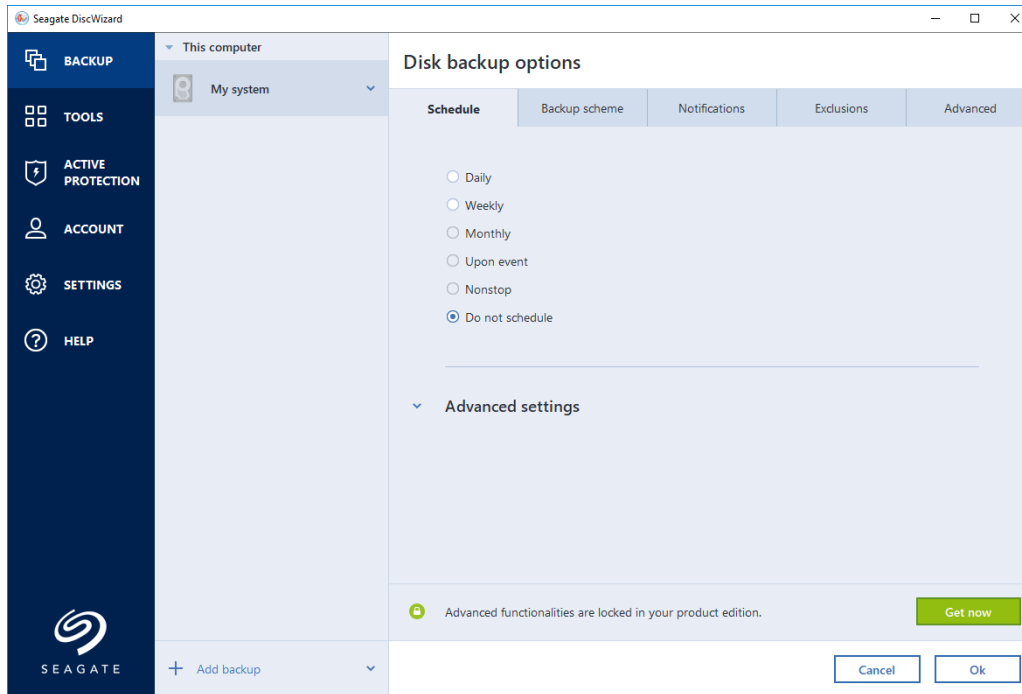 Seagate DiscWizard
BACKUP
TOOLS
ACTIVE
PROTECTION
ACCOUNT
SETTINGS
HELP
SEAGATE
This computer
My system
Add backup
Disk backup options
Schedule
Backup scheme
Notifications
Exclusions
Advanced
Daily
Weekly
Monthly
Upon event
Nonstop
Do not schedule
Advanced settings
Advanced functionalities are locked in your product edition.
Get now
Cancel
Ok